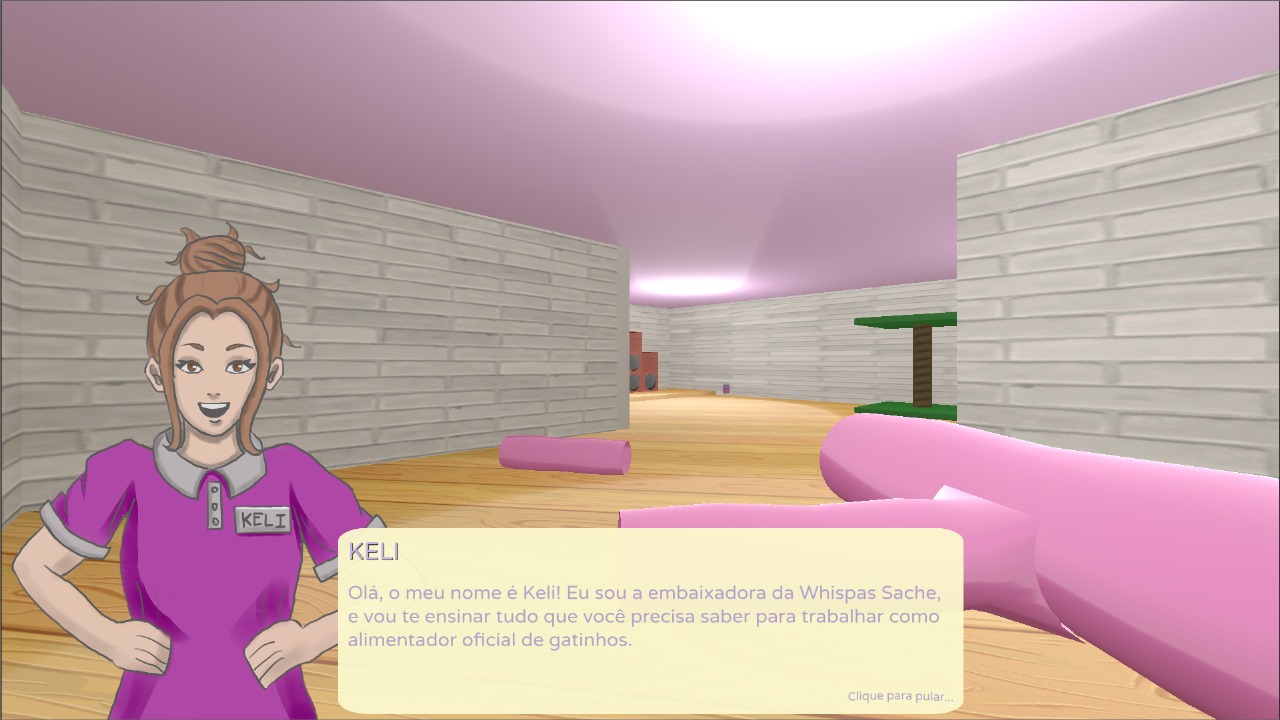 KELI
KELI
Olá, o meu nome é Keli! Eu sou a embaixadora da Whispas Sache,
e vou te ensinar tudo que você precisa saber para trabalhar como
alimentador oficial de gatinhos.
Clique para pular...